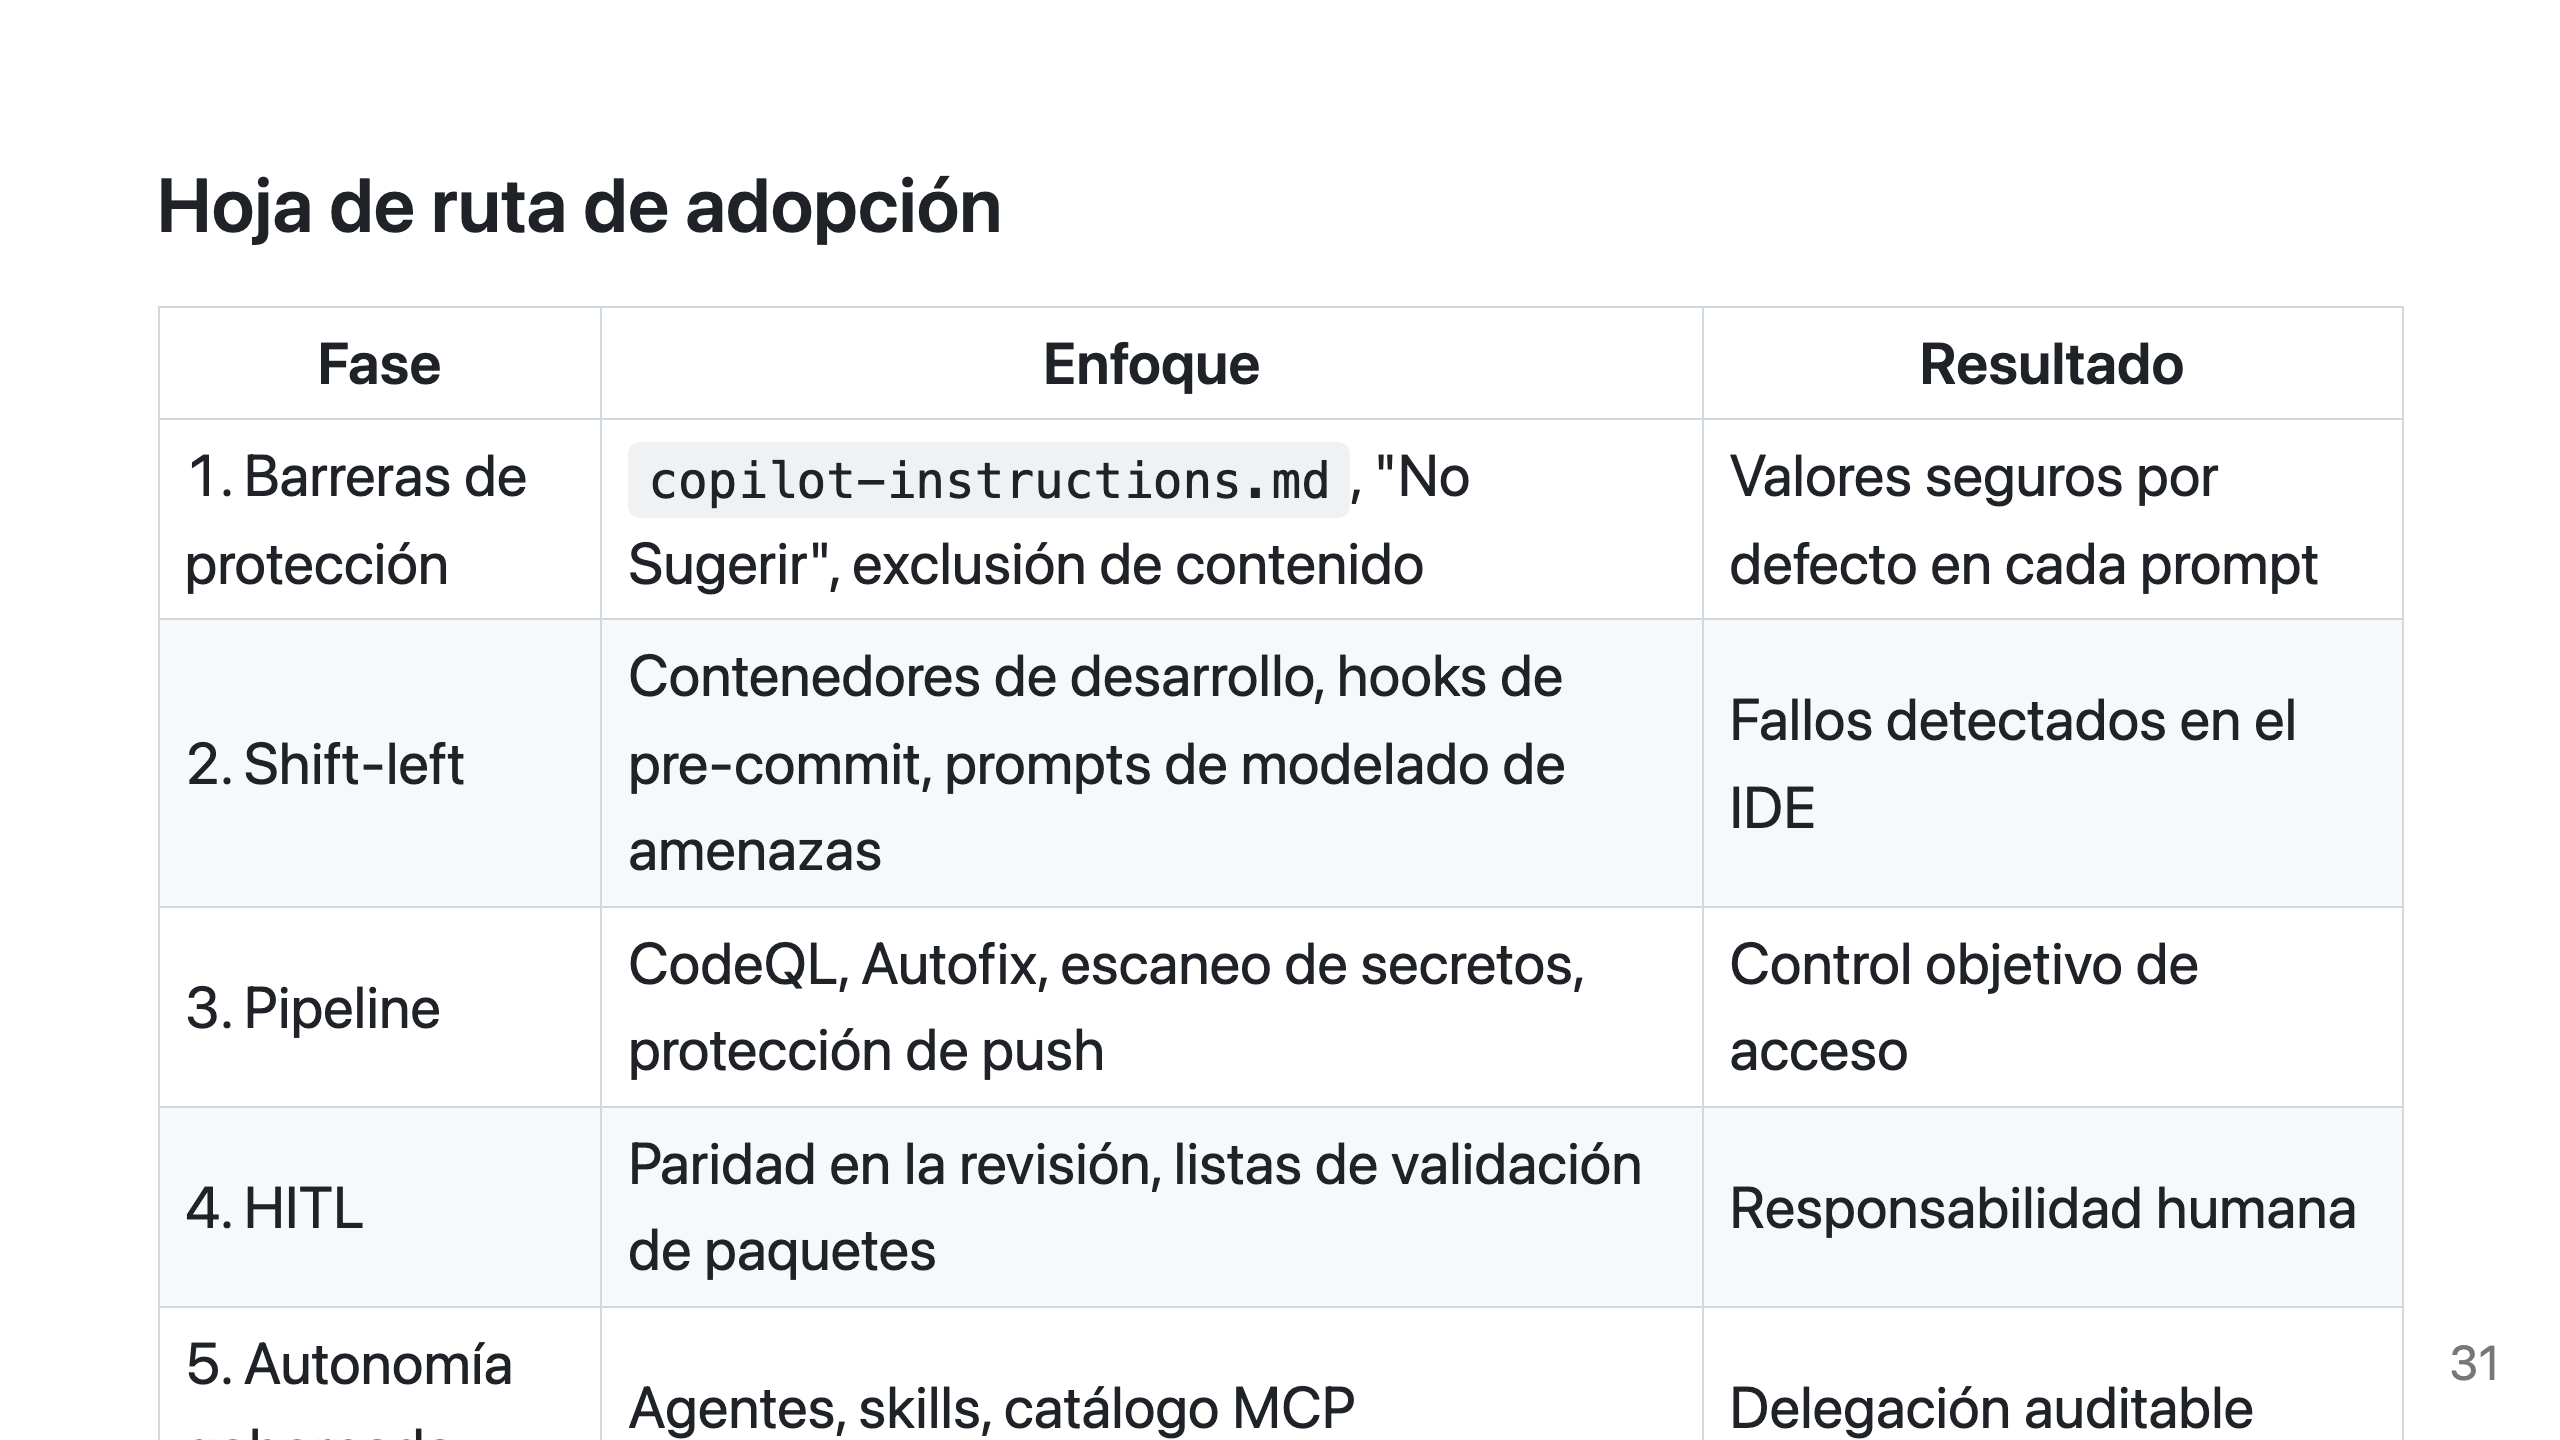 Hoja de ruta de adopción
Fase
Enfoque
Resultado
1. Barreras de
protección
copilot-instructions.md, "No
Sugerir", exclusión de contenido
Valores seguros por
defecto en cada prompt
2. Shift-left
Contenedores de desarrollo, hooks de
pre-commit, prompts de modelado de
amenazas
Fallos detectados en el
IDE
3. Pipeline
CodeQL, Autofix, escaneo de secretos,
protección de push
Control objetivo de
acceso
4. HITL
Paridad en la revisión, listas de validación
de paquetes
Responsabilidad humana
5. Autonomía
Agentes, skills, catálogo MCP
Delegación auditable
31